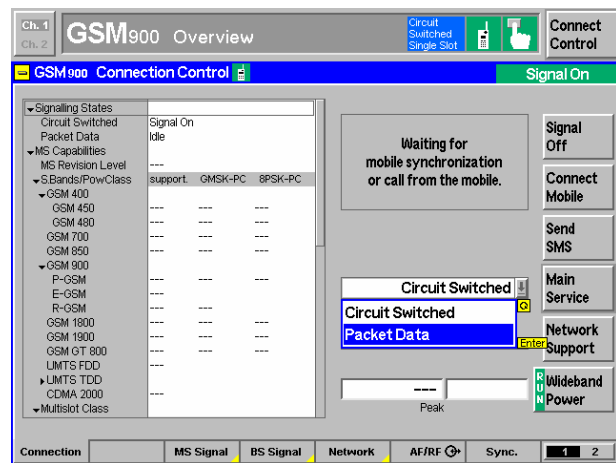 Ch. 1
Ch. 2
GSM900 Overview
Circuit
Switched
Single Slot
Connect
Control
GSM900 Connection Control
Signal On
Signalling States
Circuit Switched Signal On
Packet Data Idle
MS Capabilities
MS Revision Level ---
S.Bands/PowClass support. GMSK-PC 8PSK-PC
GSM 400
GSM 450 --- --- ---
GSM 480 --- --- ---
GSM 700 --- --- ---
GSM 850 --- --- ---
GSM 900
P-GSM --- --- ---
E-GSM ---
R-GSM --- ---
GSM 1800 --- --- ---
GSM 1900 --- --- ---
GSM GT 800 --- --- ---
UMTS FDD ---
UMTS TDD
CDMA 2000 ---
Multislot Class
Waiting for
mobile synchronization
or call from the mobile.
Circuit Switched
Circuit Switched
Packet Data
Enter
---
Peak
Signal
Off
Connect
Mobile
Send
SMS
Main
Service
Network
Support
RUN
Wideband
Power
Connection MS Signal BS Signal Network AF/RF Sync. 1 2